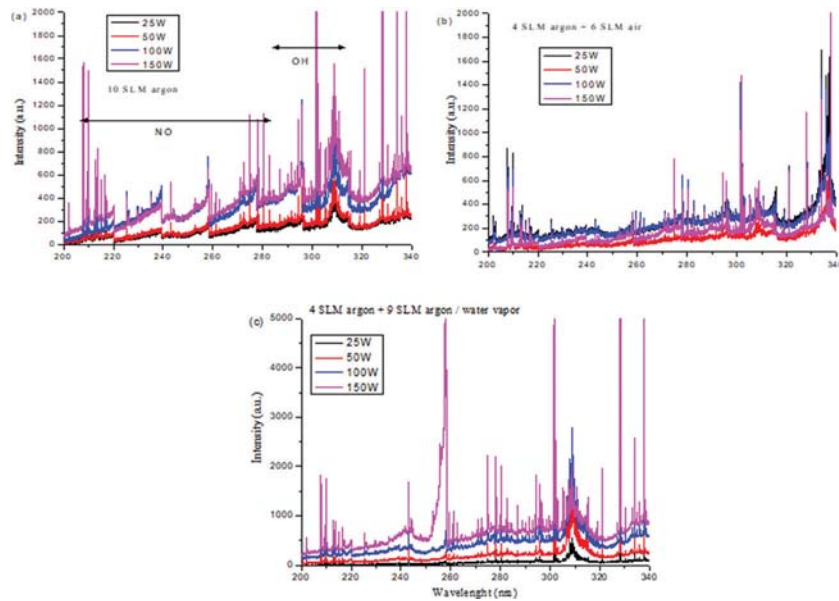 (a)
25W
50W
100W
150W
10 SLM argon
OH
NO
Intensity (a.u.)
2000
1800
1600
1400
1200
1000
800
600
400
200
0
200 220 240 260 280 300 320 340
(b)
4 SLM argon + 6 SLM air
25W
50W
100W
150W
Intensity (a.u.)
2000
1800
1600
1400
1200
1000
800
600
400
200
0
200 220 240 260 280 300 320 340
(c)
4 SLM argon + 9 SLM argon / water vapor
25W
50W
100W
150W
Intensity (a.u.)
5000
4000
3000
2000
1000
0
200 220 240 260 280 300 320 340
Wavelenght (nm)